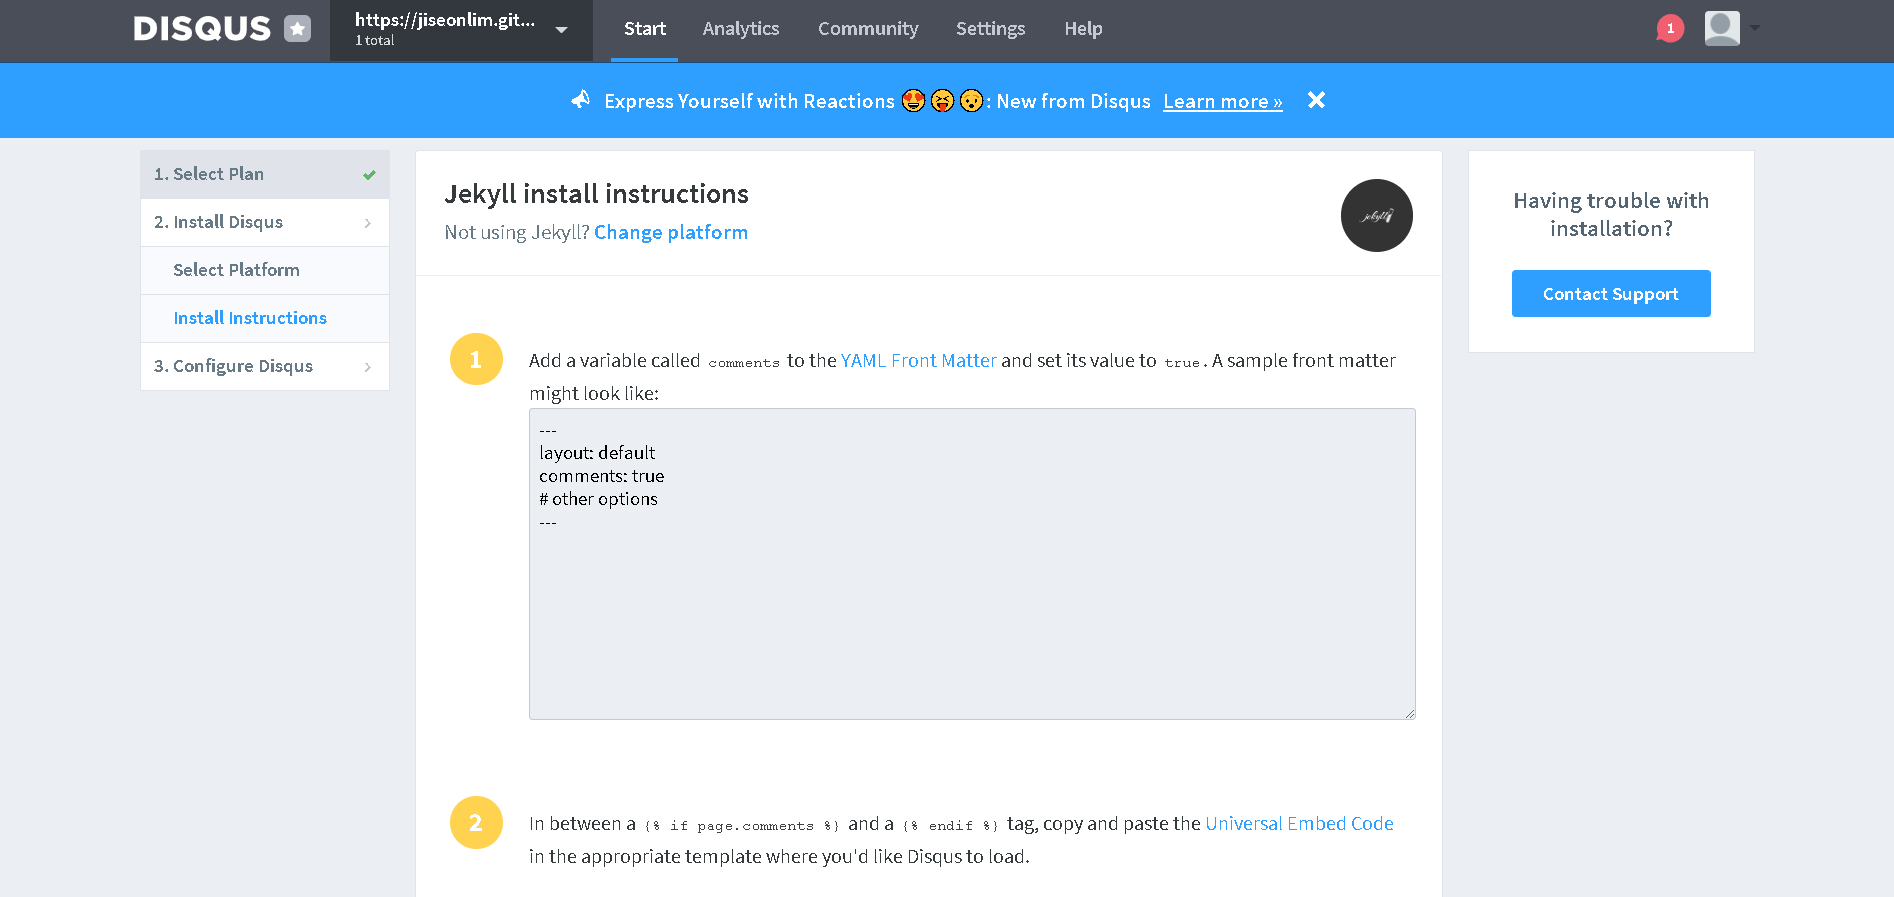 DISQUS
https://jiseonlim.git...
1 total
Start
Analytics
Community
Settings
Help
1
Express Yourself with Reactions 😍😝😯: New from Disqus Learn more »
1. Select Plan
2. Install Disqus
Select Platform
Install Instructions
3. Configure Disqus
Jekyll install instructions
Not using Jekyll? Change platform
jekyll
1
Add a variable called comments to the YAML Front Matter and set its value to true. A sample front matter
might look like:
---
layout: default
comments: true
# other options
---
2
In between a {% if page.comments %} and a {% endif %} tag, copy and paste the Universal Embed Code
in the appropriate template where you'd like Disqus to load.
Having trouble with
installation?
Contact Support